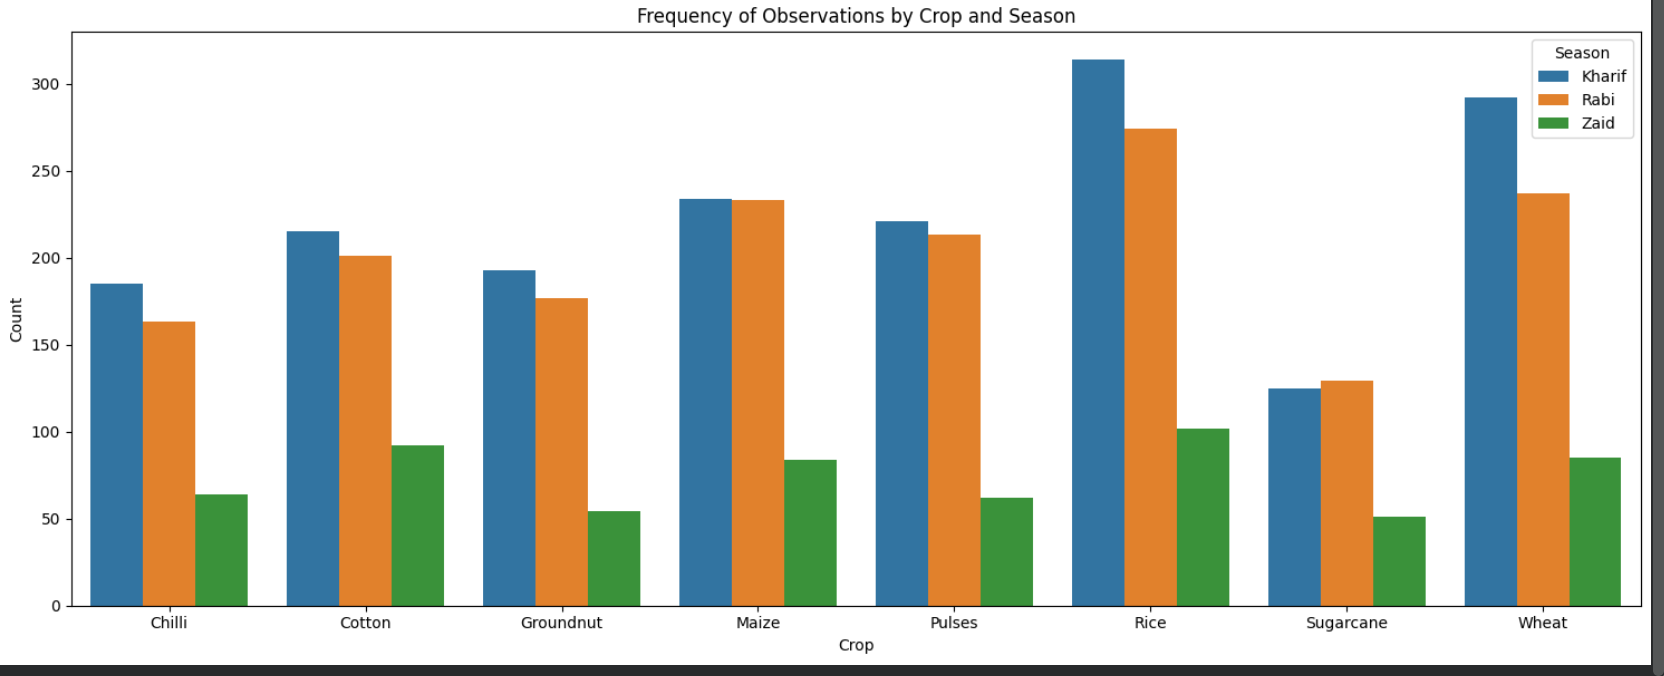 Frequency of Observations by Crop and Season
Season
Kharif
Rabi
Zaid
Count
300
250
200
150
100
50
0
Chilli Cotton Groundnut Maize Pulses Rice Sugarcane Wheat
Crop